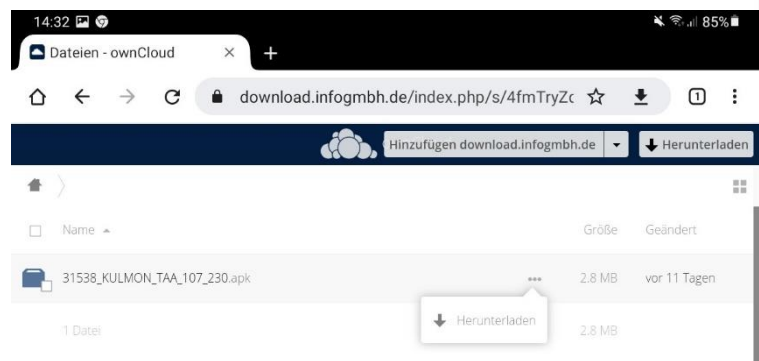 14:32 85%
Dateien - ownCloud × +
download.infogmbh.de/index.php/s/4fmTryZc 1
Hinzufügen download.infogmbh.de Herunterladen
Name Größe Geändert
31538_KULMON_TAA_107_230.apk ••• 2.8 MB vor 11 Tagen
Herunterladen
1 Datei 2.8 MB